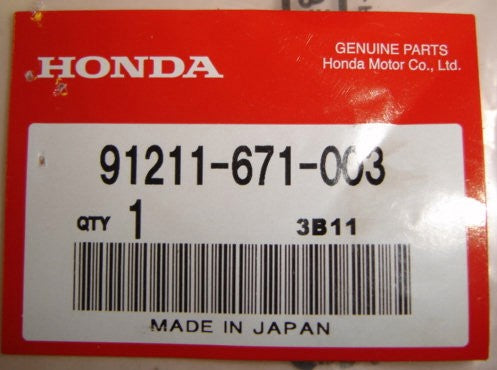 HONDA
GENUINE PARTS
Honda Motor Co., Ltd.
91211-671-003
QTY 1 3B11
MADE IN JAPAN